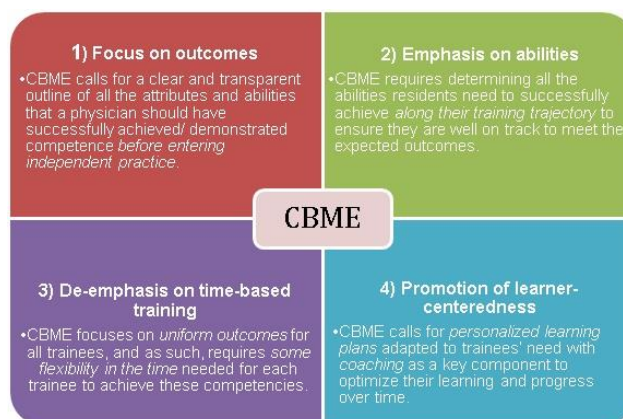 1) Focus on outcomes
•CBME calls for a clear and transparent
outline of all the attributes and abilities
that a physician should have
successfully achieved/ demonstrated
competence before entering
independent practice.
2) Emphasis on abilities
•CBME requires determining all the
abilities residents need to successfully
achieve along their training trajectory to
ensure they are well on track to meet the
expected outcomes.
CBME
3) De-emphasis on time-based
training
•CBME focuses on uniform outcomes for
all trainees, and as such, requires some
flexibility in the time needed for each
trainee to achieve these competencies.
4) Promotion of learner-
centeredness
•CBME calls for personalized learning
plans adapted to trainees' need with
coaching as a key component to
optimize their learning and progress
over time.